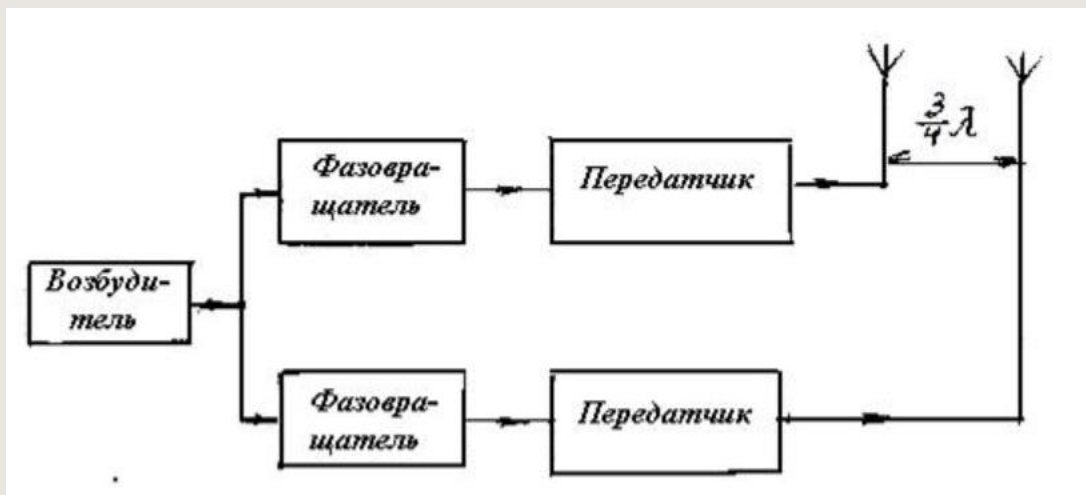 3/4 λ
Фазовра-
щатель
Передатчик
Возбуди-
тель
Фазовра-
щатель
Передатчик